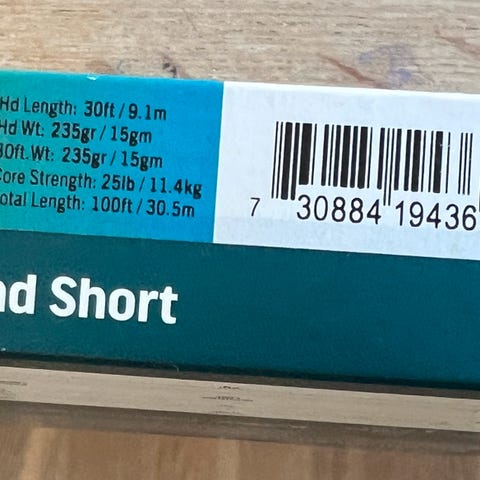 Hd Length: 30ft / 9.1m
Hd Wt: 235gr / 15gm
30ft.Wt: 235gr / 15gm
Core Strength: 25lb / 11.4kg
Total Length: 100ft / 30.5m
7 30884 19436
nd Short